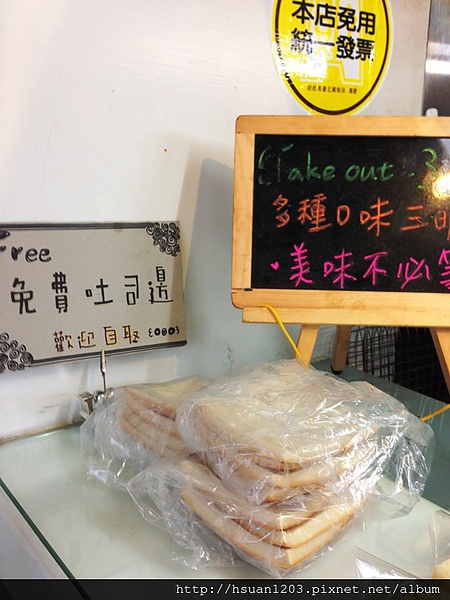 本店免用
統一發票
Take out
多種口味三明
美味不必等
Free
免費吐司邊
歡迎自取
http://hsuan1203.pixnet.net/album